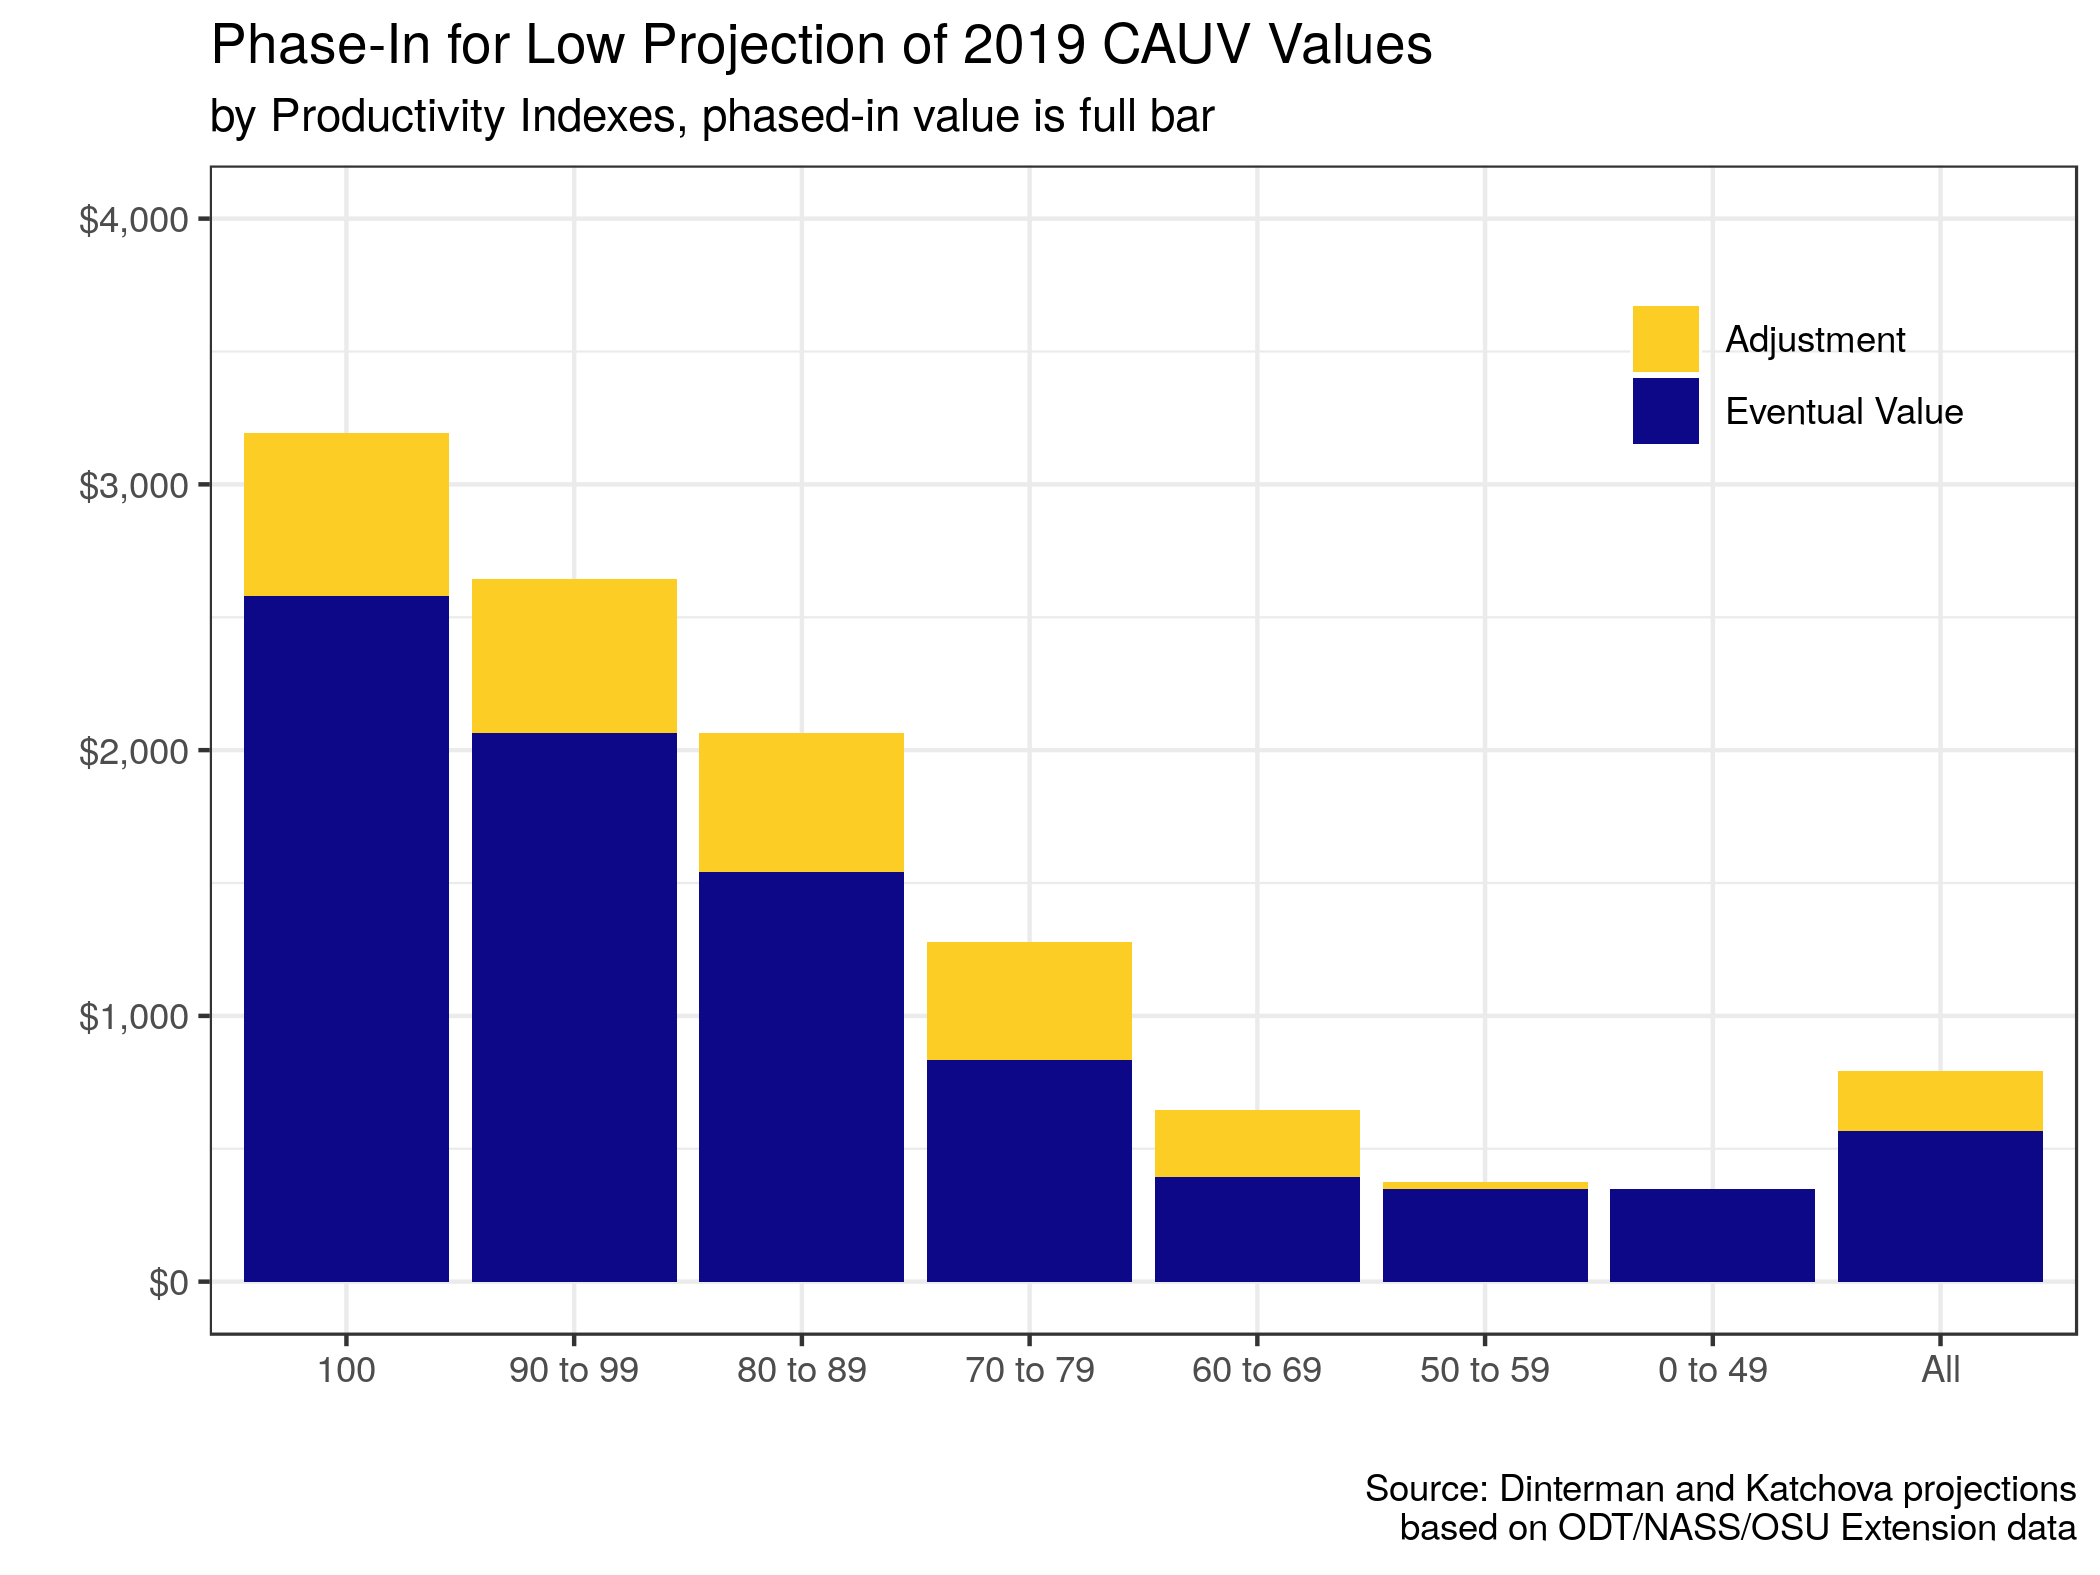 Phase-In for Low Projection of 2019 CAUV Values
by Productivity Indexes, phased-in value is full bar
$4,000
$3,000
$2,000
$1,000
$0
Adjustment
Eventual Value
100
90 to 99
80 to 89
70 to 79
60 to 69
50 to 59
0 to 49
All
Source: Dinterman and Katchova projections
based on ODT/NASS/OSU Extension data